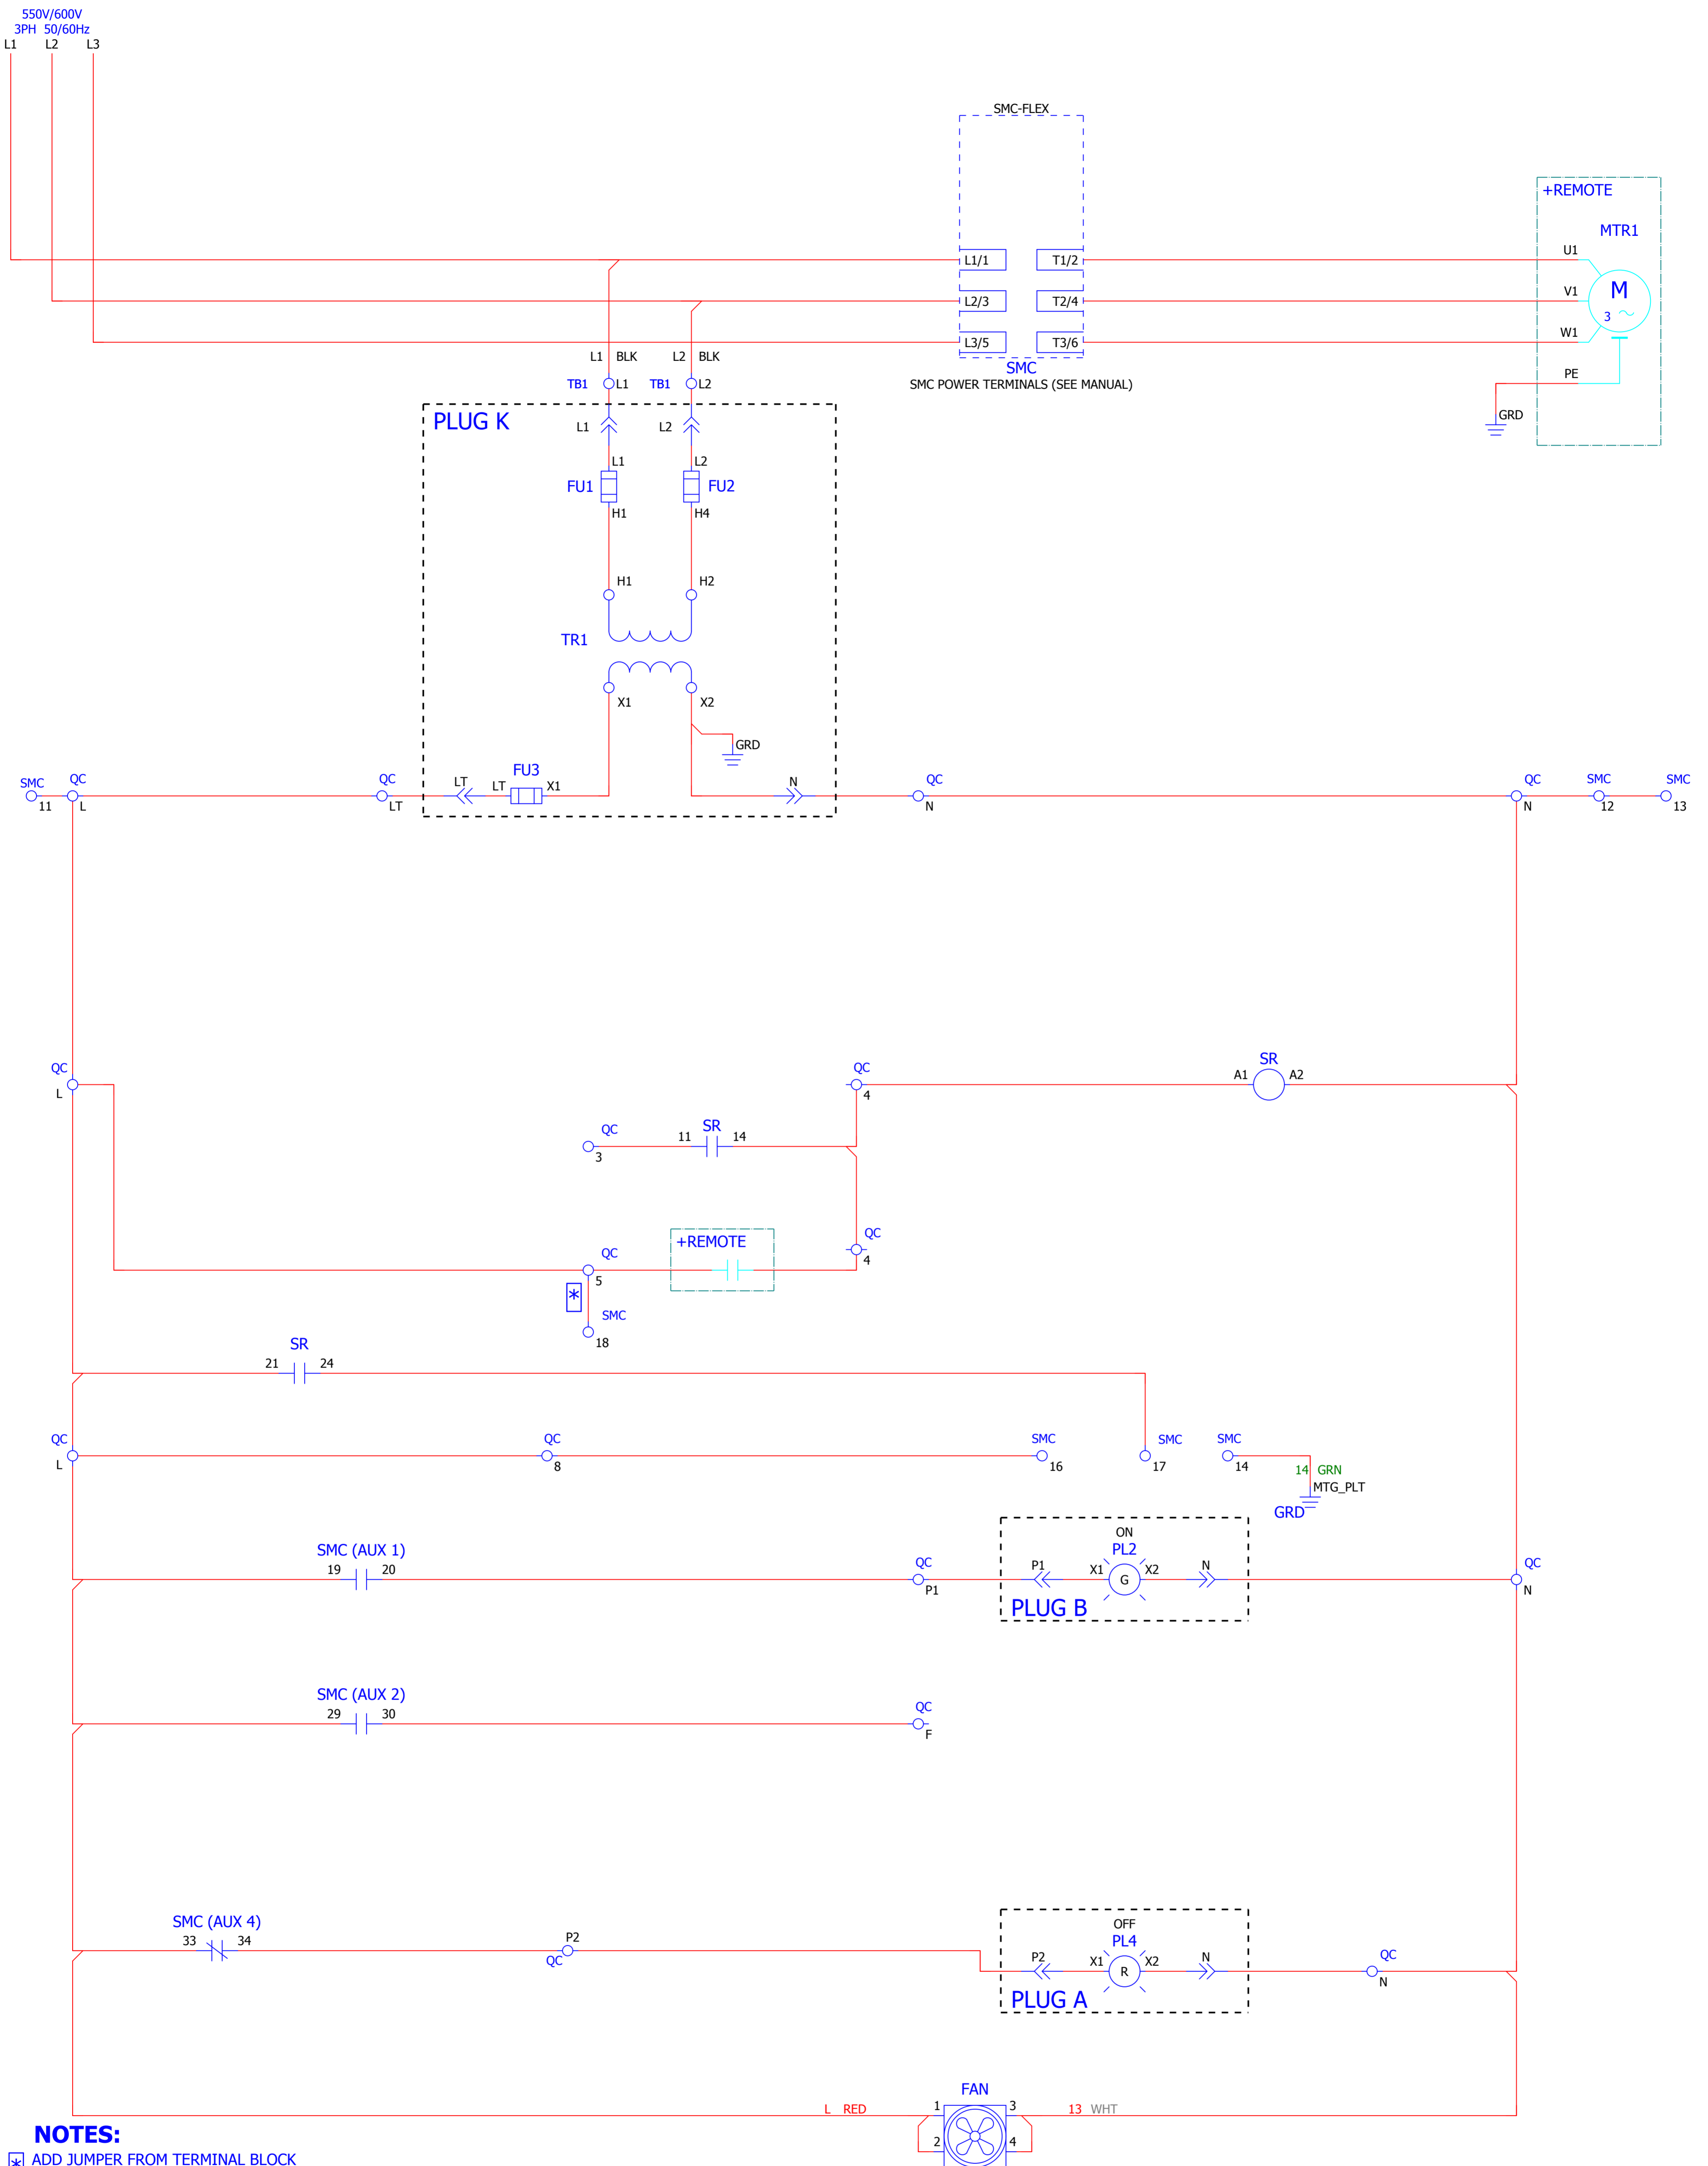 550V/600V
3PH 50/60Hz
L1 L2 L3
SMC-FLEX
+REMOTE
MTR1
L1/1 T1/2 U1
L2/3 T2/4 V1 M
3
L3/5 T3/6 W1
L1 BLK L2 BLK
SMC
SMC POWER TERMINALS (SEE MANUAL)
TB1 L1 TB1 L2
PE
GRD
PLUG K
L1 L2
L1 L2
FU1 FU2
H1 H4
H1 H2
TR1
X1 X2
GRD
SMC QC QC LT LT FU3 X1 N QC QC SMC SMC
11 L LT N N 12 13
QC QC A1 SR A2
L 4
QC 11 SR 14
3
QC +REMOTE QC
5 4
* SMC
18
SR
21 24
QC QC SMC SMC SMC
L 8 16 17 14
14 GRN
MTG_PLT
GRD
ON
SMC (AUX 1) PL2
19 20 QC P1 X1 G X2 N QC
P1 N
PLUG B
SMC (AUX 2)
29 30 QC
F
OFF
SMC (AUX 4) PL4
33 34 P2 P2 X1 R X2 N QC
QC N
PLUG A
FAN
L RED 1 3 13 WHT
2 4
NOTES:
* ADD JUMPER FROM TERMINAL BLOCK